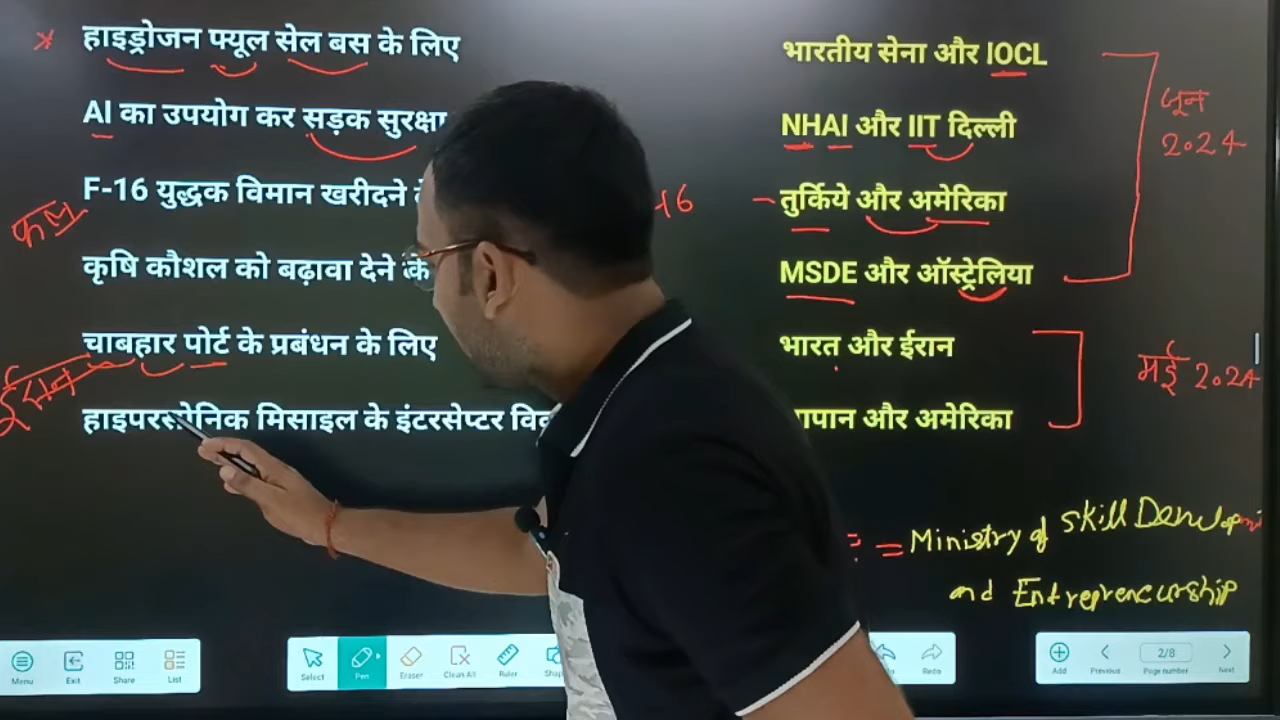 हाइड्रोजन फ्यूल सेल बस के लिए
भारतीय सेना और IOCL
AI का उपयोग कर सड़क सुरक्षा
NHAI और IIT दिल्ली
जून
2024
F-16 युद्धक विमान खरीदने
16
तुर्किये और अमेरिका
कृषि कौशल को बढ़ावा देने के
MSDE और ऑस्ट्रेलिया
चाबहार पोर्ट के प्रबंधन के लिए
भारत और ईरान
मई 2024
ईरान
हाइपरसोनिक मिसाइल के इंटरसेप्टर
और अमेरिका
= Ministry of Skill Development
and Entrepreneurship
Menu
Exit
Share
List
Select
Pen
Eraser
Clean All
Ruler
Redo
Add
Previous
2/8
Page number
Next